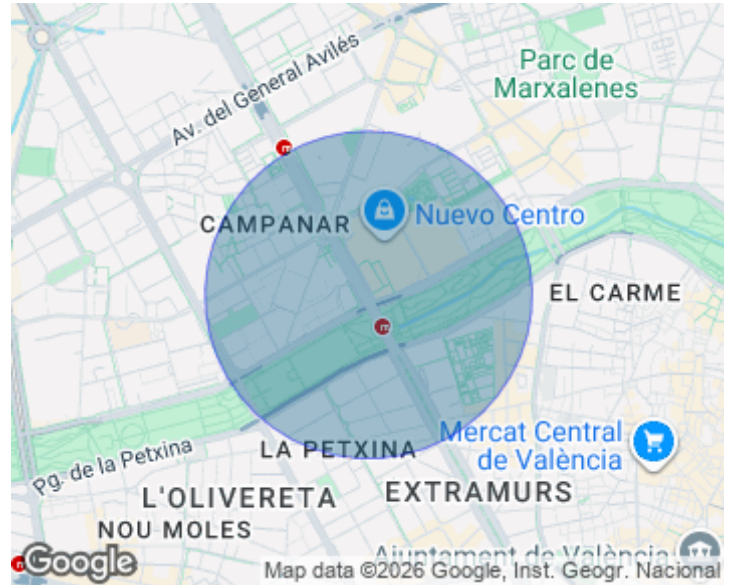 Parc de
Marxalenes
Av. del General Avilés
CAMPANAR
Nuevo Centro
EL CARME
Mercat Central
de València
LA PETXINA
Pg. de la Petxina
L'OLIVERETA
EXTRAMURS
NOU MOLES
Ajuntament de València
Google
Map data ©2026 Google, Inst. Geogr. Nacional